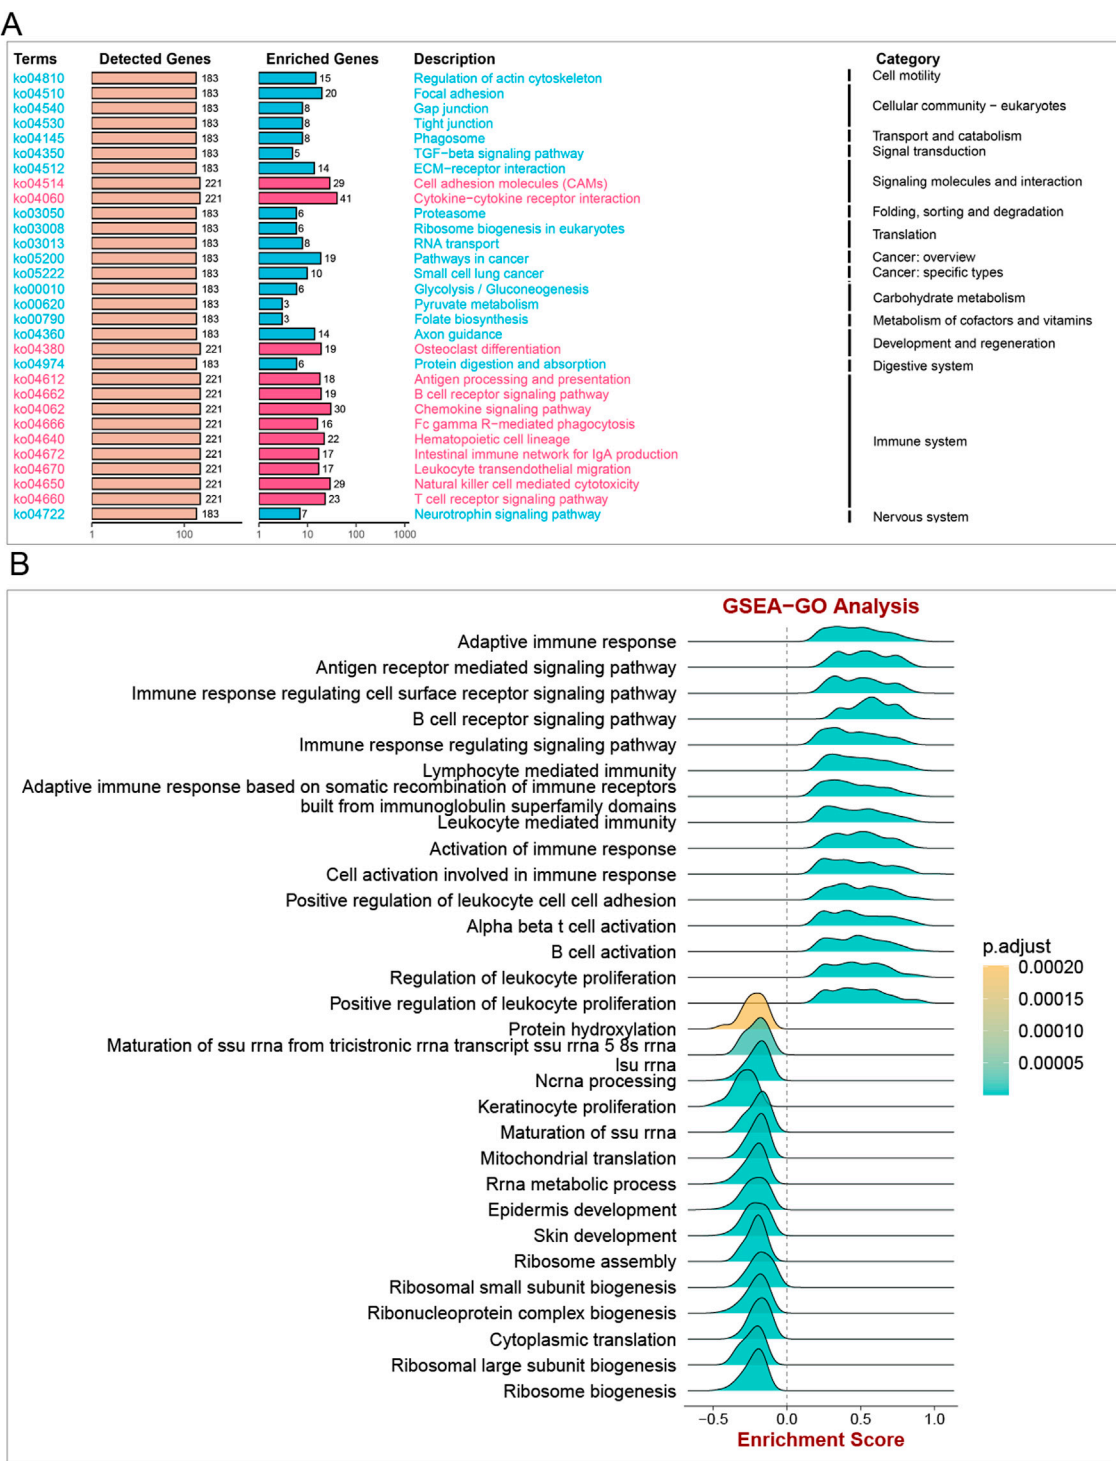 A
Terms Detected Genes Enriched Genes Description Category
ko04810 183 15 Regulation of actin cytoskeleton Cell motility
ko04510 183 20 Focal adhesion
ko04540 183 8 Gap junction Cellular community − eukaryotes
ko04530 183 8 Tight junction
ko04145 183 8 Phagosome Transport and catabolism
ko04350 183 5 TGF−beta signaling pathway Signal transduction
ko04512 183 14 ECM−receptor interaction
ko04514 221 29 Cell adhesion molecules (CAMs) Signaling molecules and interaction
ko04060 221 41 Cytokine−cytokine receptor interaction
ko03050 183 6 Proteasome Folding, sorting and degradation
ko03008 183 6 Ribosome biogenesis in eukaryotes
ko03013 183 8 RNA transport Translation
ko05200 183 19 Pathways in cancer Cancer: overview
ko05222 183 10 Small cell lung cancer Cancer: specific types
ko00010 183 6 Glycolysis / Gluconeogenesis
ko00620 183 3 Pyruvate metabolism Carbohydrate metabolism
ko00790 183 3 Folate biosynthesis Metabolism of cofactors and vitamins
ko04360 183 14 Axon guidance
ko04380 221 19 Osteoclast differentiation Development and regeneration
ko04974 183 6 Protein digestion and absorption Digestive system
ko04612 221 18 Antigen processing and presentation
ko04662 221 19 B cell receptor signaling pathway
ko04062 221 30 Chemokine signaling pathway
ko04666 221 16 Fc gamma R−mediated phagocytosis
ko04640 221 22 Hematopoietic cell lineage Immune system
ko04672 221 17 Intestinal immune network for IgA production
ko04670 221 17 Leukocyte transendothelial migration
ko04650 221 29 Natural killer cell mediated cytotoxicity
ko04660 221 23 T cell receptor signaling pathway
ko04722 183 7 Neurotrophin signaling pathway Nervous system
1 100 1 10 100 1000
B
GSEA−GO Analysis
Adaptive immune response
Antigen receptor mediated signaling pathway
Immune response regulating cell surface receptor signaling pathway
B cell receptor signaling pathway
Immune response regulating signaling pathway
Lymphocyte mediated immunity
Adaptive immune response based on somatic recombination of immune receptors
built from immunoglobulin superfamily domains
Leukocyte mediated immunity
Activation of immune response
Cell activation involved in immune response
Positive regulation of leukocyte cell cell adhesion
Alpha beta t cell activation
B cell activation
Regulation of leukocyte proliferation
Positive regulation of leukocyte proliferation
Protein hydroxylation
Maturation of ssu rrna from tricistronic rrna transcript ssu rrna 5 8s rrna
lsu rrna
Ncrna processing
Keratinocyte proliferation
Maturation of ssu rrna
Mitochondrial translation
Rrna metabolic process
Epidermis development
Skin development
Ribosome assembly
Ribosomal small subunit biogenesis
Ribonucleoprotein complex biogenesis
Cytoplasmic translation
Ribosomal large subunit biogenesis
Ribosome biogenesis
−0.5 0.0 0.5 1.0
Enrichment Score
p.adjust
0.00020
0.00015
0.00010
0.00005